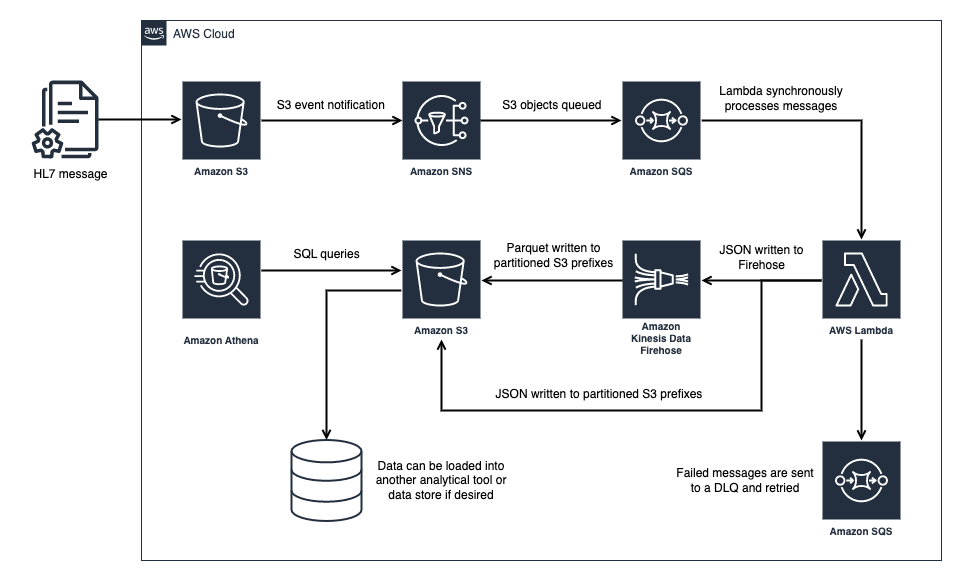 aws
AWS Cloud
HL7 message
S3 event notification
S3 objects queued
Lambda synchronously
processes messages
Amazon S3
Amazon SNS
Amazon SQS
SQL queries
Parquet written to
partitioned S3 prefixes
JSON written to
Firehose
Amazon Athena
Amazon S3
Amazon
Kinesis Data
Firehose
AWS Lambda
JSON written to partitioned S3 prefixes
Data can be loaded into
another analytical tool or
data store if desired
Failed messages are sent
to a DLQ and retried
Amazon SQS